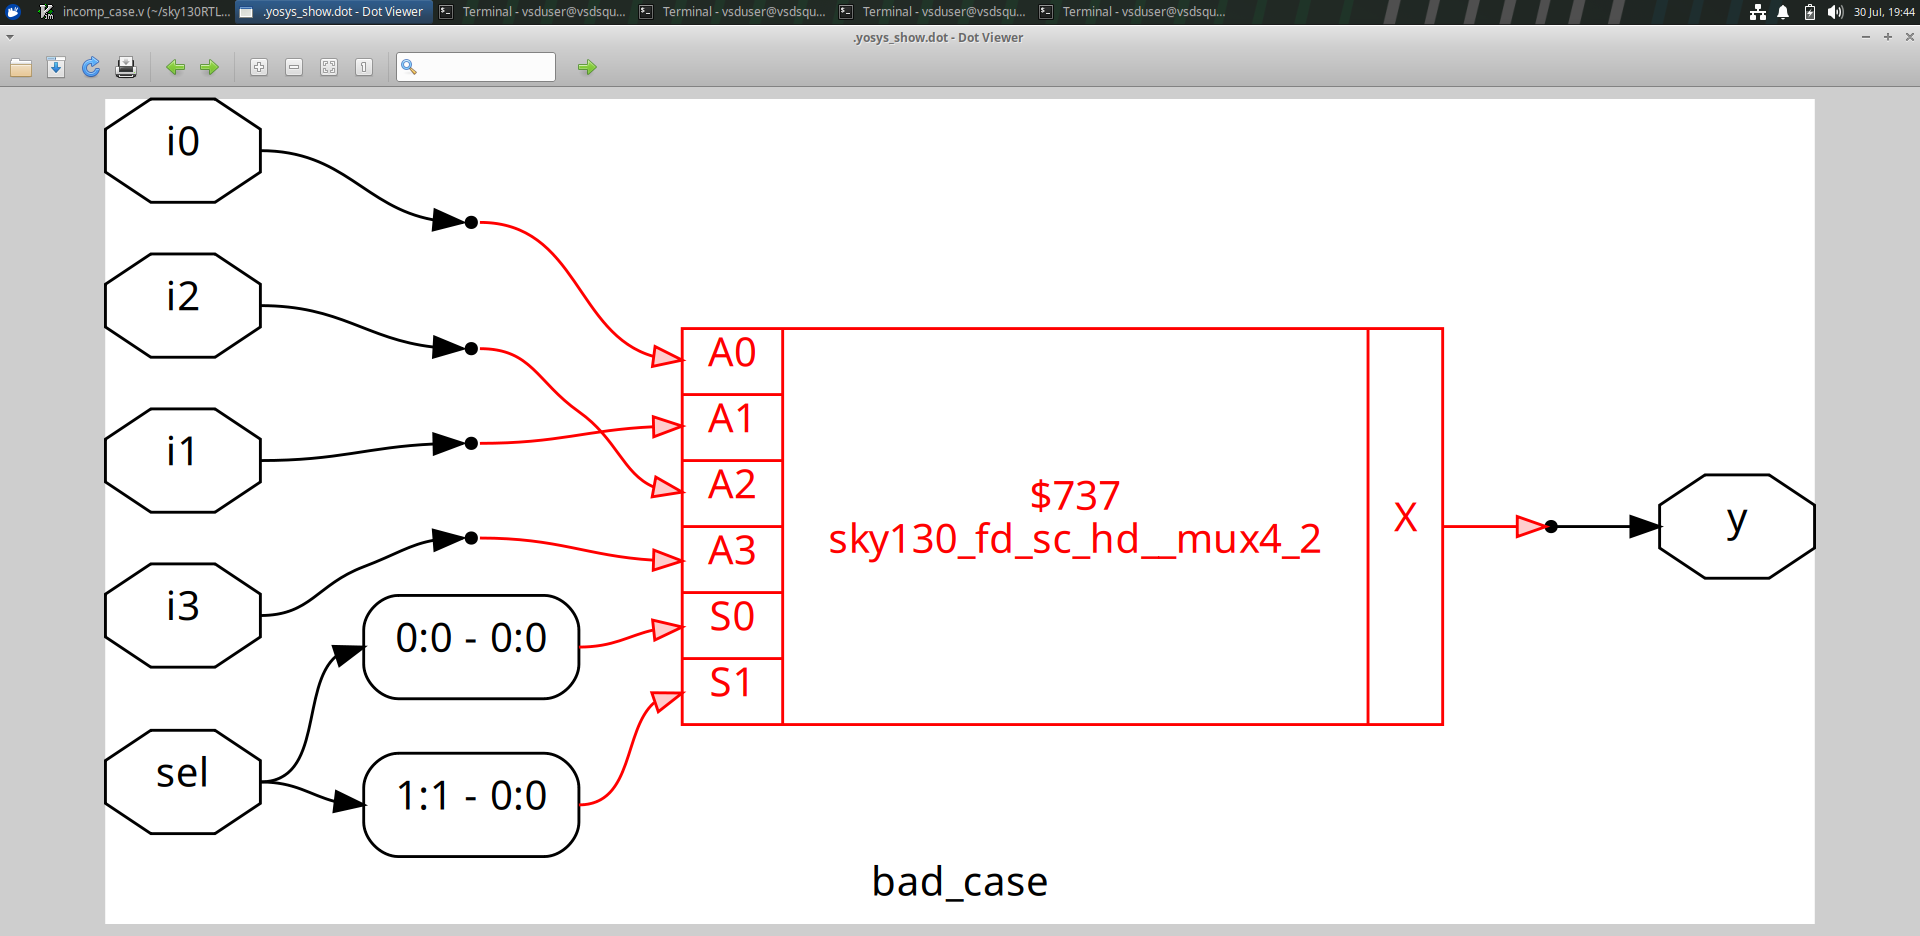 incomp_case.v (~/sky130RTL...
.yosys_show.dot - Dot Viewer
Terminal - vsduser@vsdsqu...
Terminal - vsduser@vsdsqu...
Terminal - vsduser@vsdsqu...
Terminal - vsduser@vsdsqu...
30 Jul, 19:44
.yosys_show.dot - Dot Viewer
i0
i2
i1
i3
sel
0:0 - 0:0
1:1 - 0:0
A0
A1
A2
A3
S0
S1
$737
sky130_fd_sc_hd__mux4_2
X
y
bad_case